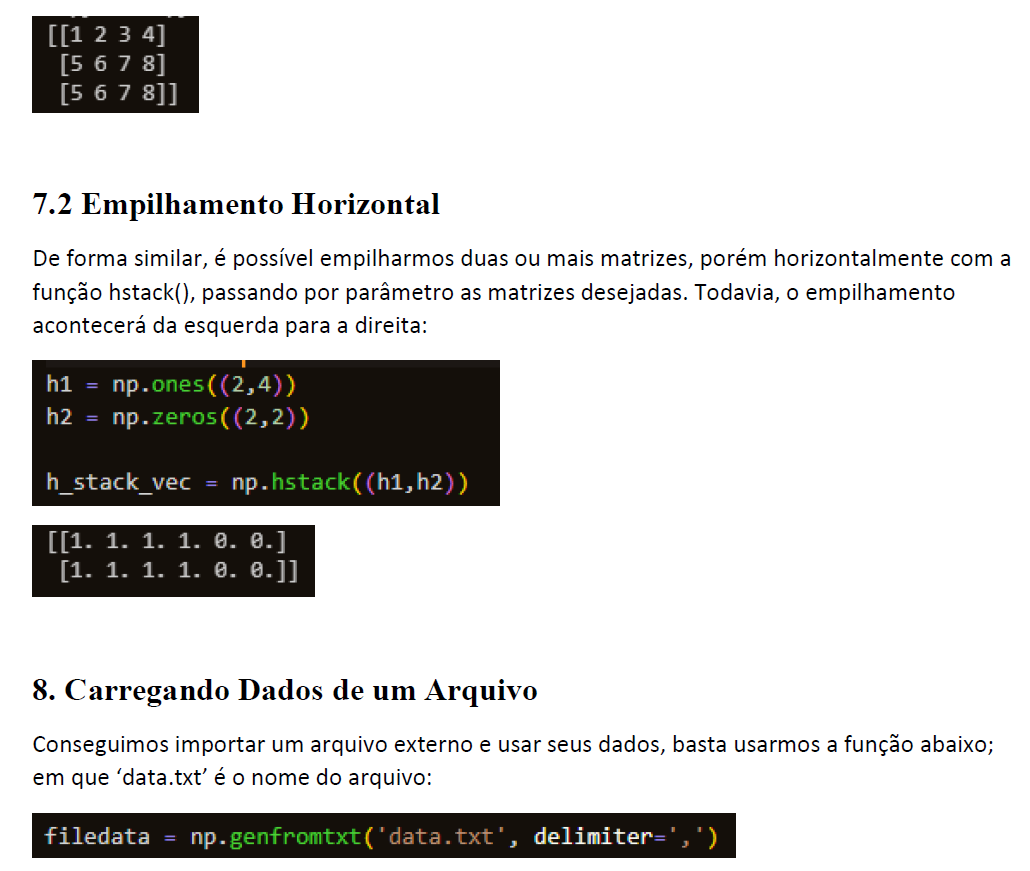 [[1 2 3 4]
[5 6 7 8]
[5 6 7 8]]
7.2 Empilhamento Horizontal
De forma similar, é possível empilharmos duas ou mais matrizes, porém horizontalmente com a
função hstack(), passando por parâmetro as matrizes desejadas. Todavia, o empilhamento
acontecerá da esquerda para a direita:
h1 = np.ones((2,4))
h2 = np.zeros((2,2))
h_stack_vec = np.hstack((h1,h2))
[[1. 1. 1. 1. 0. 0.]
[1. 1. 1. 1. 0. 0.]]
8. Carregando Dados de um Arquivo
Conseguimos importar um arquivo externo e usar seus dados, basta usarmos a função abaixo;
em que ‘data.txt’ é o nome do arquivo:
filedata = np.genfromtxt('data.txt', delimiter=',')